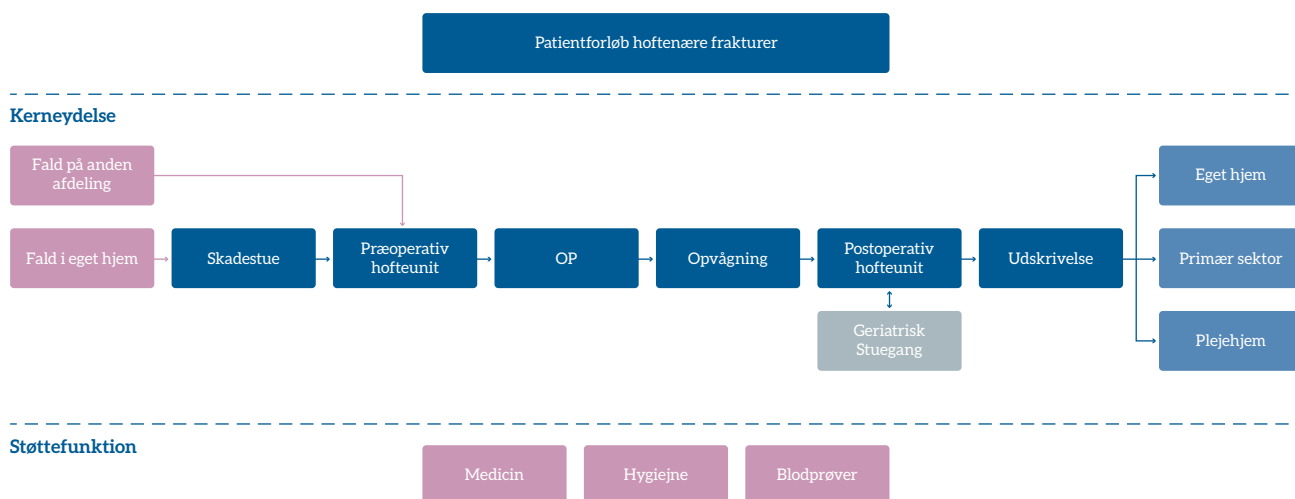 Patientforløb hoftenære frakturer
Kerneydelse
Fald på anden
afdeling
Eget hjem
Fald i eget hjem
Skadestue
Præoperativ
hofteunit
OP
Opvågning
Postoperativ
hofteunit
Udskrivelse
Primær sektor
Geriatrisk
Stuegang
Plejehjem
Støttefunktion
Medicin
Hygiejne
Blodprøver